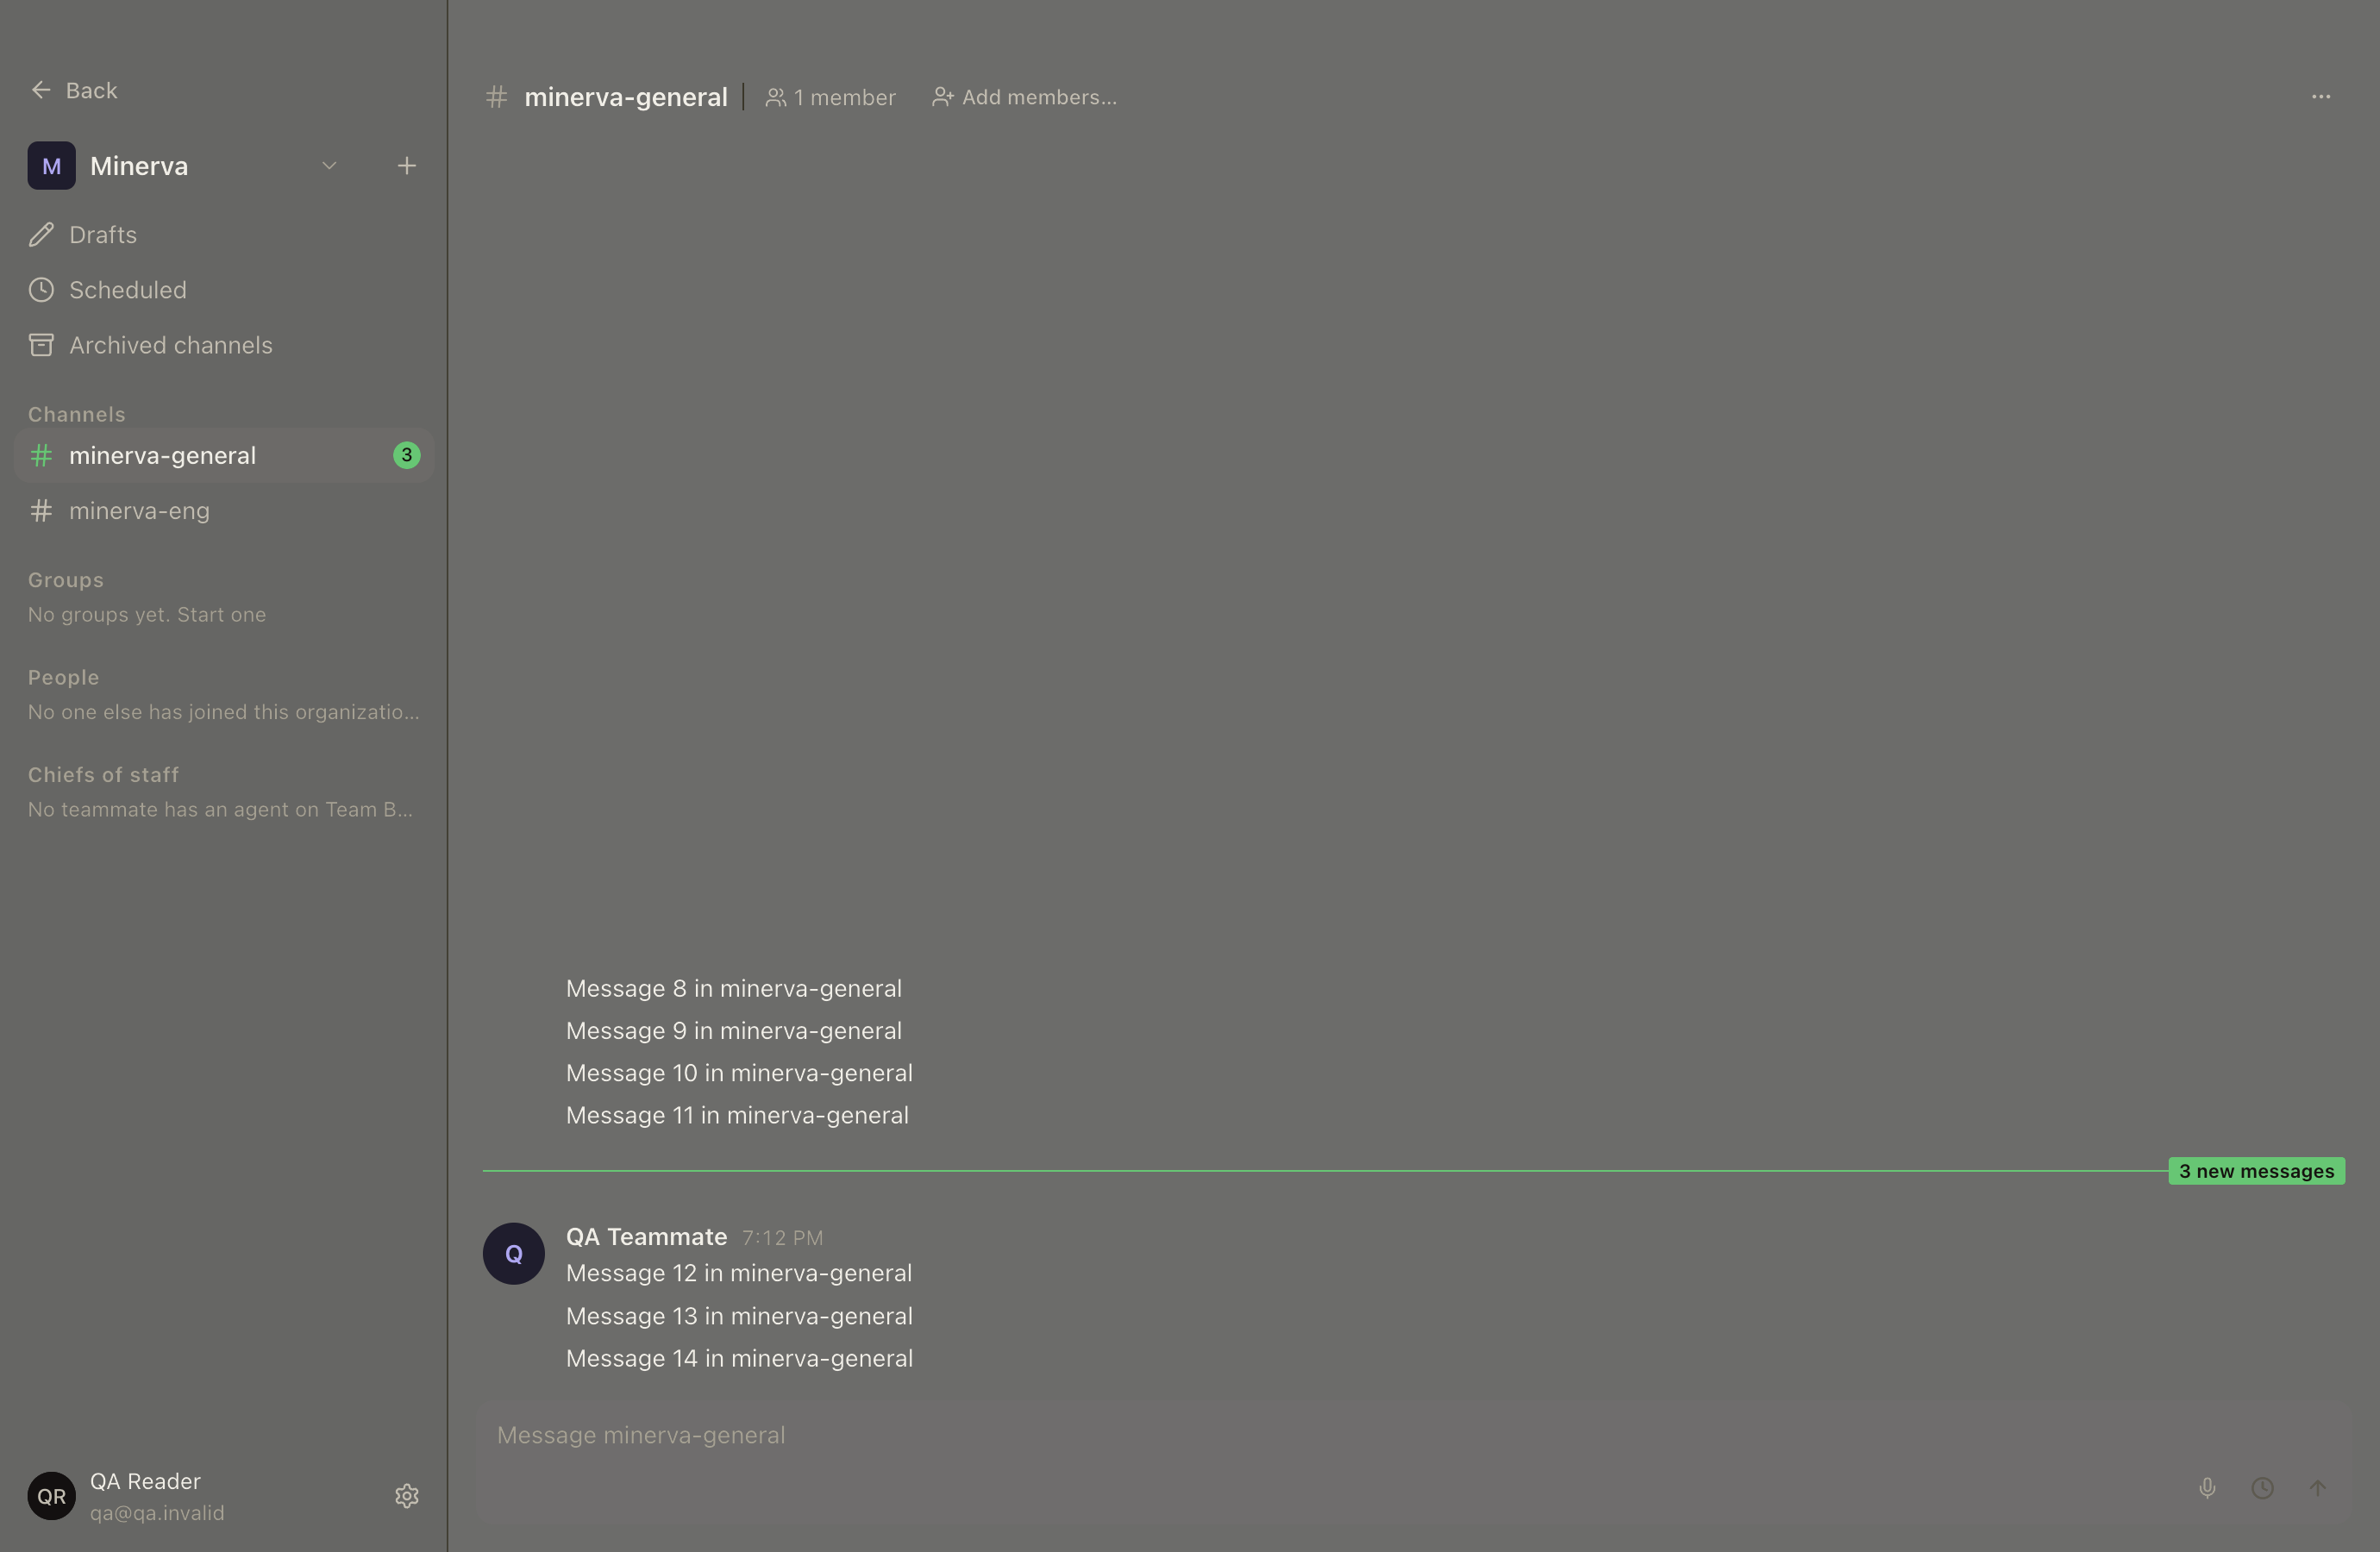 Back
M Minerva
Drafts
Scheduled
Archived channels
Channels
# minerva-general 3
# minerva-eng
Groups
No groups yet. Start one
People
No one else has joined this organizatio...
Chiefs of staff
No teammate has an agent on Team B...
QR QA Reader
qa@qa.invalid
# minerva-general 1 member Add members...
Message 8 in minerva-general
Message 9 in minerva-general
Message 10 in minerva-general
Message 11 in minerva-general
3 new messages
Q QA Teammate 7:12 PM
Message 12 in minerva-general
Message 13 in minerva-general
Message 14 in minerva-general
Message minerva-general